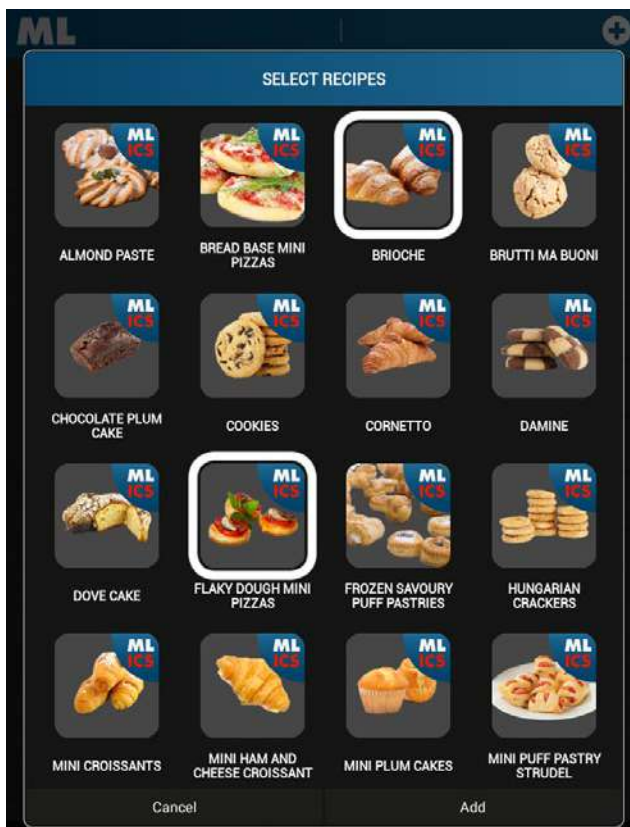 ML
SELECT RECIPES
ML
ICS
ML
ICS
ML
ICS
ML
ICS
ALMOND PASTE
BREAD BASE MINI
PIZZAS
BRIOCHE
BRUTTI MA BUONI
ML
ICS
ML
ICS
ML
ICS
ML
ICS
CHOCOLATE PLUM
CAKE
COOKIES
CORNETTO
DAMINE
ML
ICS
ML
ICS
ML
ICS
ML
ICS
DOVE CAKE
FLAKY DOUGH MINI
PIZZAS
FROZEN SAVOURY
PUFF PASTRIES
HUNGARIAN
CRACKERS
ML
ICS
ML
ICS
ML
ICS
ML
ICS
MINI CROISSANTS
MINI HAM AND
CHEESE CROISSANT
MINI PLUM CAKES
MINI PUFF PASTRY
STRUDEL
Cancel
Add